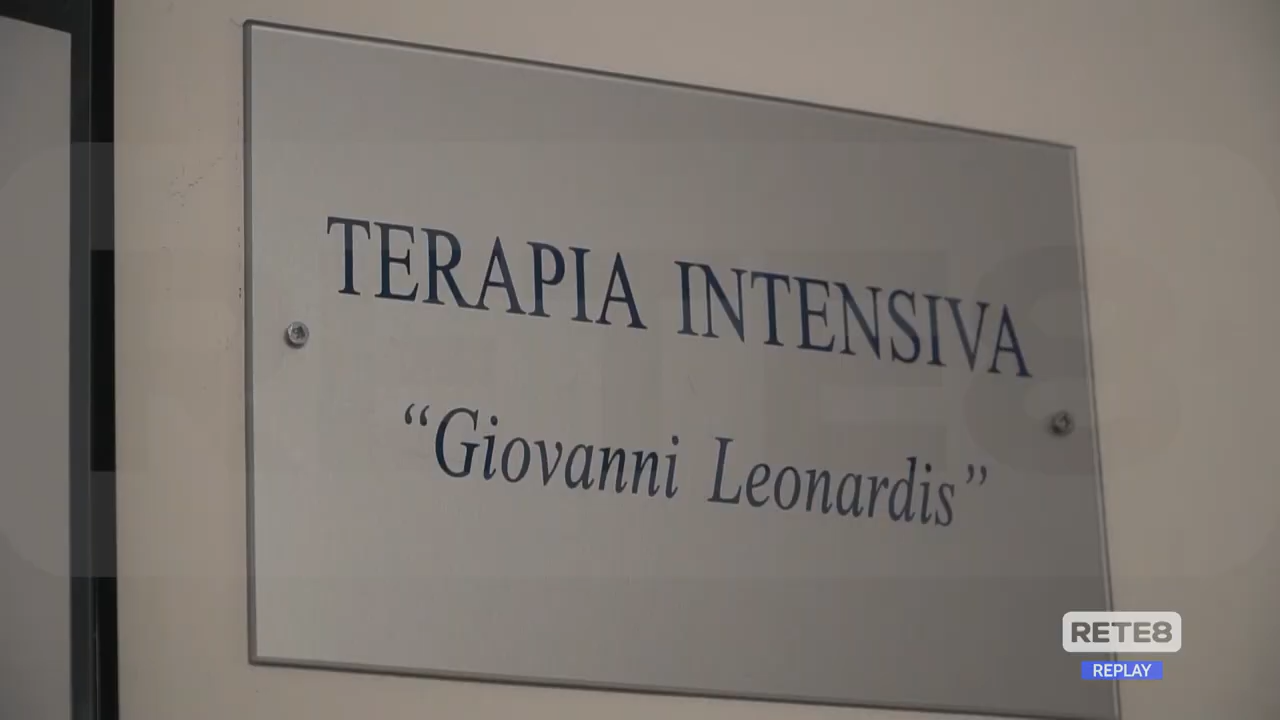 TERAPIA INTENSIVA
“Giovanni Leonardis”
RETE8
REPLAY